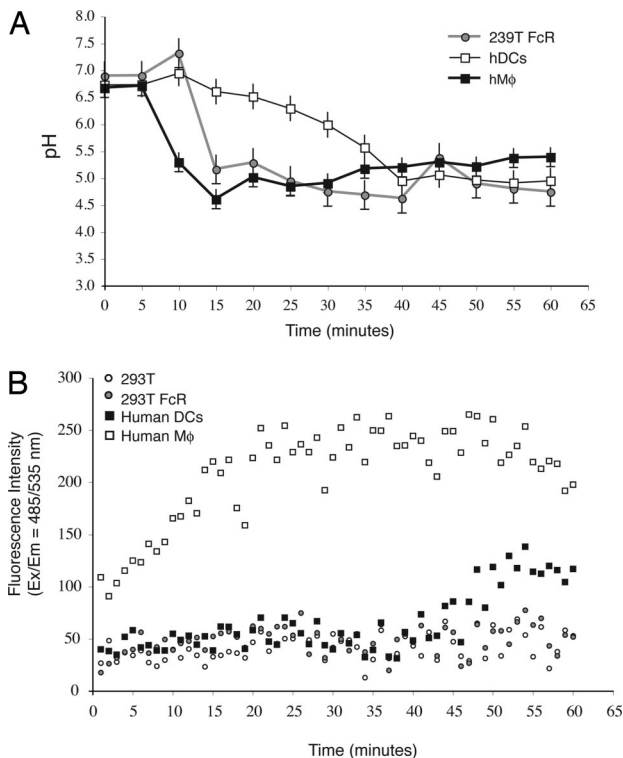 A
8.0
7.5
7.0
6.5
6.0
5.5
5.0
4.5
4.0
3.5
3.0
pH
239T FcR
hDCs
hMϕ
0 5 10 15 20 25 30 35 40 45 50 55 60 65
Time (minutes)
B
300
250
200
150
100
50
0
Fluorescence Intensity
(Ex/Em = 485/535 nm)
293T
293T FcR
Human DCs
Human Mϕ
0 5 10 15 20 25 30 35 40 45 50 55 60 65
Time (minutes)